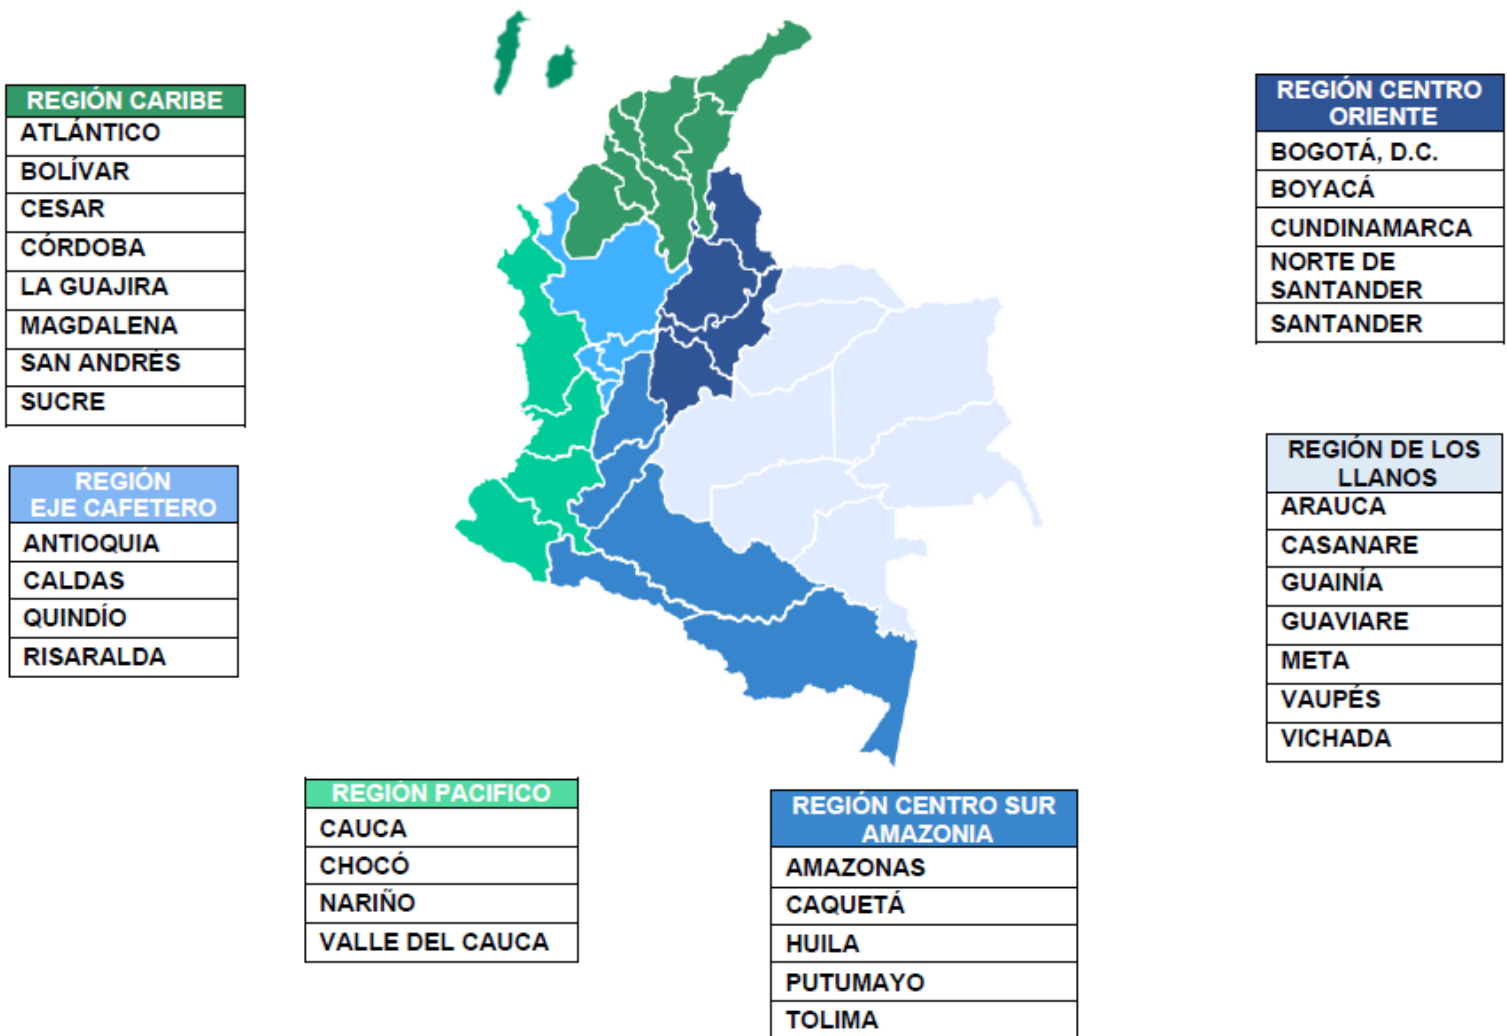 REGIÓN CARIBE
ATLÁNTICO
BOLÍVAR
CESAR
CÓRDOBA
LA GUAJIRA
MAGDALENA
SAN ANDRÉS
SUCRE
REGIÓN
EJE CAFETERO
ANTIOQUIA
CALDAS
QUINDÍO
RISARALDA
REGIÓN PACIFICO
CAUCA
CHOCÓ
NARIÑO
VALLE DEL CAUCA
REGIÓN CENTRO SUR
AMAZONIA
AMAZONAS
CAQUETÁ
HUILA
PUTUMAYO
TOLIMA
REGIÓN CENTRO
ORIENTE
BOGOTÁ, D.C.
BOYACÁ
CUNDINAMARCA
NORTE DE
SANTANDER
SANTANDER
REGIÓN DE LOS
LLANOS
ARAUCA
CASANARE
GUAINÍA
GUAVIARE
META
VAUPÉS
VICHADA